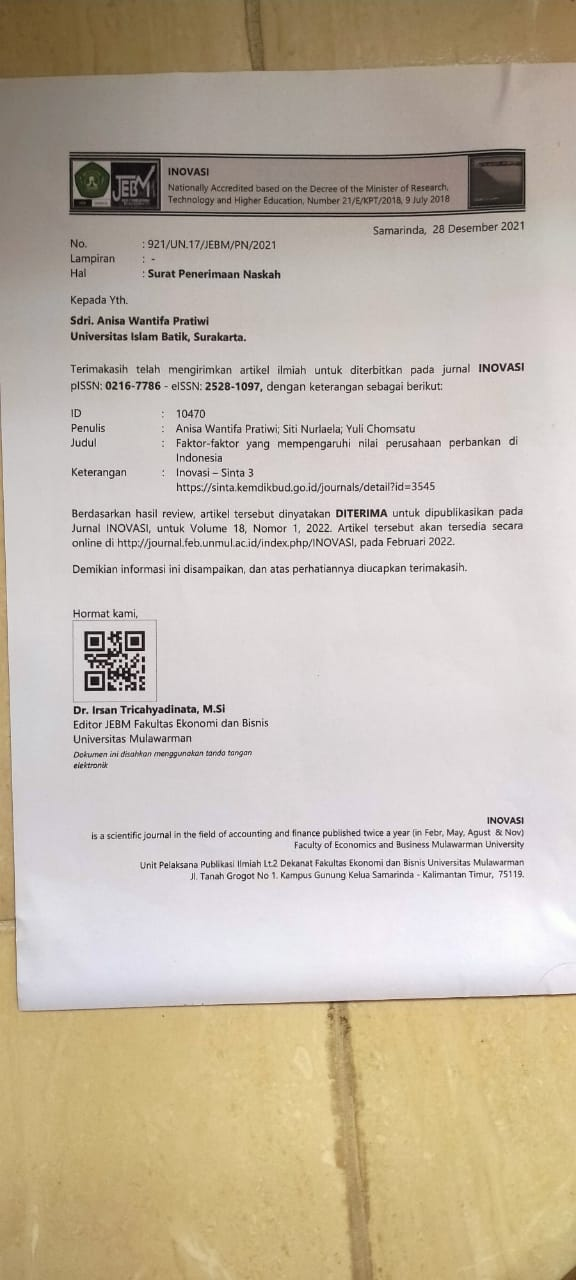 JEBM
INOVASI
Nationally Accredited based on the Decree of the Minister of Research,
Technology and Higher Education, Number 21/E/KPT/2018, 9 July 2018
Samarinda, 28 Desember 2021
No. : 921/UN.17/JEBM/PN/2021
Lampiran : -
Hal : Surat Penerimaan Naskah
Kepada Yth.
Sdri. Anisa Wantifa Pratiwi
Universitas Islam Batik, Surakarta.
Terimakasih telah mengirimkan artikel ilmiah untuk diterbitkan pada jurnal INOVASI
pISSN: 0216-7786 - eISSN: 2528-1097, dengan keterangan sebagai berikut:
ID : 10470
Penulis : Anisa Wantifa Pratiwi; Siti Nurlaela; Yuli Chomsatu
Judul : Faktor-faktor yang mempengaruhi nilai perusahaan perbankan di
Indonesia
Keterangan : Inovasi – Sinta 3
https://sinta.kemdikbud.go.id/journals/detail?id=3545
Berdasarkan hasil review, artikel tersebut dinyatakan DITERIMA untuk dipublikasikan pada
Jurnal INOVASI, untuk Volume 18, Nomor 1, 2022. Artikel tersebut akan tersedia secara
online di http://journal.feb.unmul.ac.id/index.php/INOVASI, pada Februari 2022.
Demikian informasi ini disampaikan, dan atas perhatiannya diucapkan terimakasih.
Hormat kami,
Dr. Irsan Tricahyadinata, M.Si
Editor JEBM Fakultas Ekonomi dan Bisnis
Universitas Mulawarman
Dokumen ini disahkan menggunakan tanda tangan
elektronik
INOVASI
is a scientific journal in the field of accounting and finance published twice a year (in Febr, May, Agust & Nov)
Faculty of Economics and Business Mulawarman University
Unit Pelaksana Publikasi Ilmiah Lt.2 Dekanat Fakultas Ekonomi dan Bisnis Universitas Mulawarman
Jl. Tanah Grogot No 1. Kampus Gunung Kelua Samarinda - Kalimantan Timur, 75119.